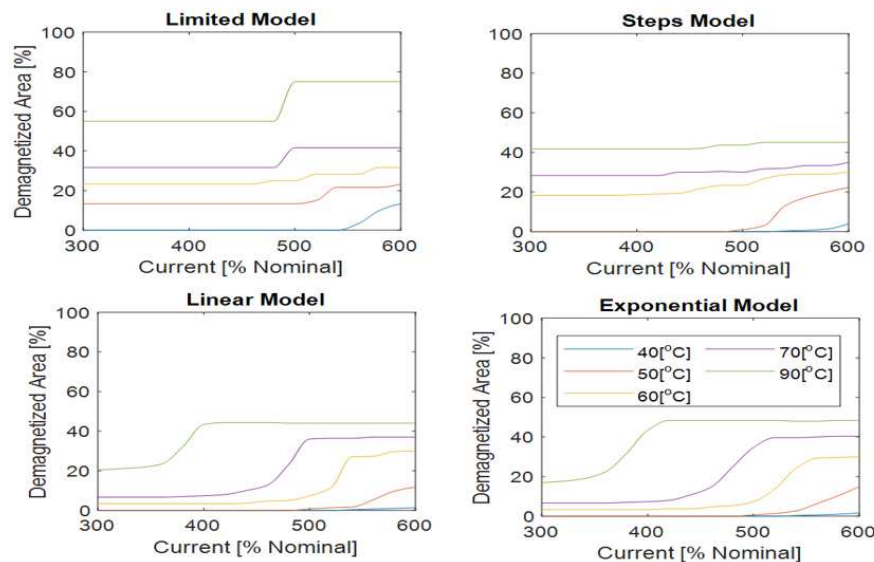 Limited Model
100
80
60
40
20
0
300 400 500 600
Demagnetized Area [%]
Current [% Nominal]
Steps Model
100
80
60
40
20
0
300 400 500 600
Demagnetized Area [%]
Current [% Nominal]
Linear Model
100
80
60
40
20
0
300 400 500 600
Demagnetized Area [%]
Current [% Nominal]
Exponential Model
100
80
60
40
20
0
300 400 500 600
Demagnetized Area [%]
Current [% Nominal]
40[°C] 70[°C]
50[°C] 90[°C]
60[°C]